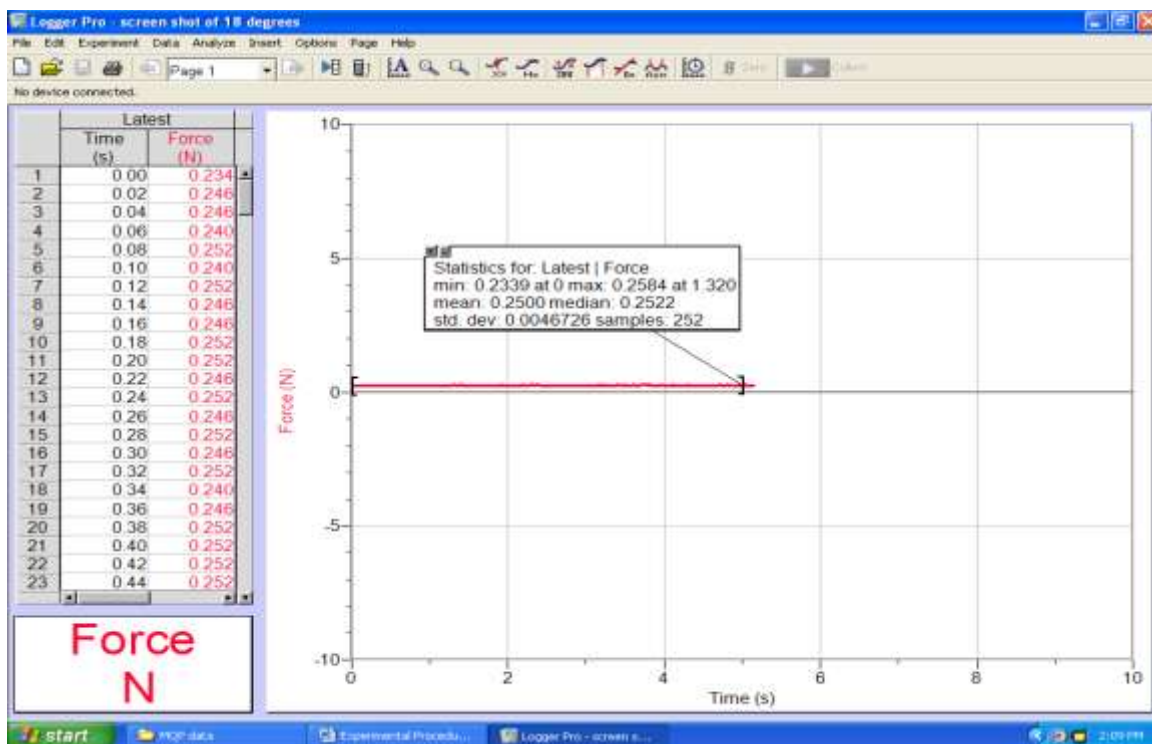 Logger Pro - screen shot of 18 degrees
File Edit Experiment Data Analyze Insert Options Page Help
Page 1
No device connected.
Latest
Time Force
(s) (N)
1 0.00 0.234
2 0.02 0.246
3 0.04 0.246
4 0.06 0.240
5 0.08 0.252
6 0.10 0.240
7 0.12 0.252
8 0.14 0.246
9 0.16 0.246
10 0.18 0.252
11 0.20 0.252
12 0.22 0.246
13 0.24 0.252
14 0.26 0.246
15 0.28 0.252
16 0.30 0.246
17 0.32 0.252
18 0.34 0.240
19 0.36 0.246
20 0.38 0.252
21 0.40 0.252
22 0.42 0.252
23 0.44 0.252
Force
N
10
5
0
-5
-10
Force (N)
Statistics for: Latest | Force
min: 0.2339 at 0 max: 0.2584 at 1.320
mean: 0.2500 median: 0.2522
std. dev: 0.0046726 samples: 252
0 2 4 6 8 10
Time (s)
start MQP data Experimental Procedu... Logger Pro - screen s... 2:09 PM